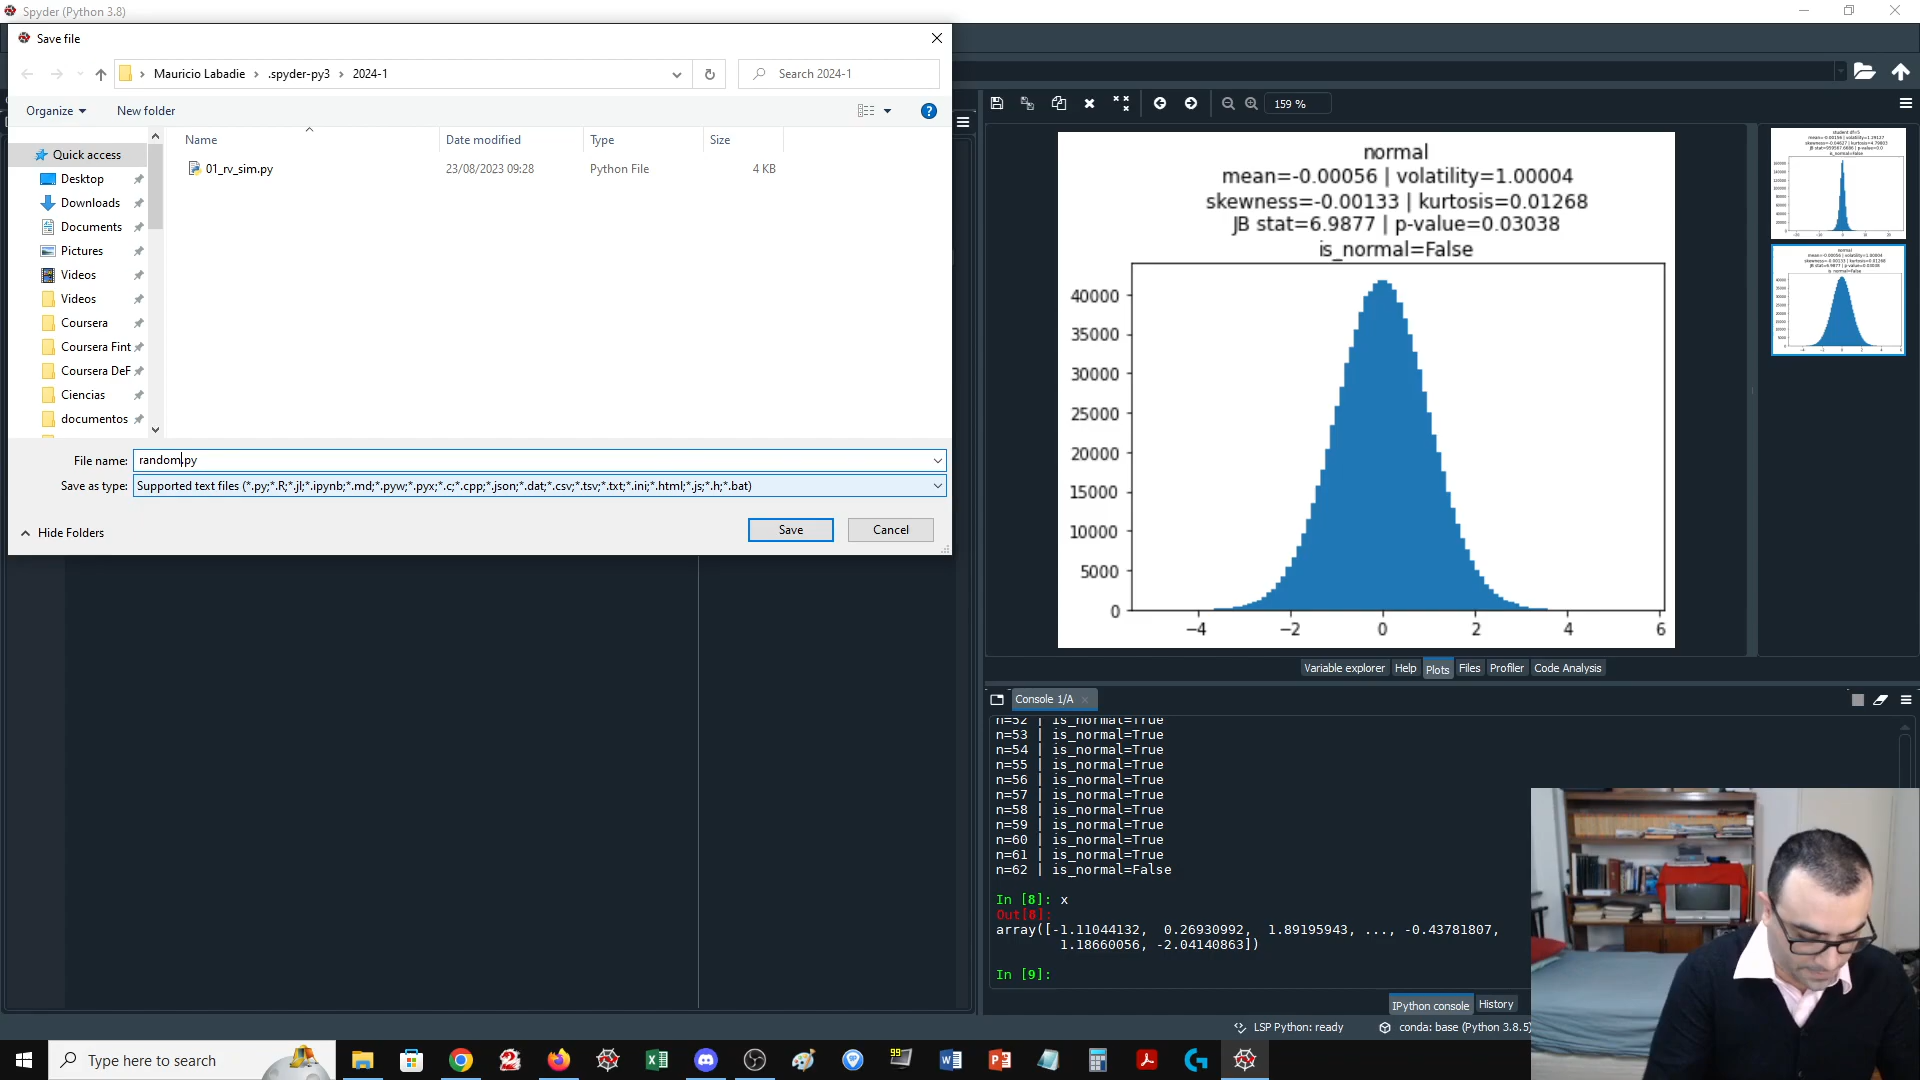 Spyder (Python 3.8)
Save file
Mauricio Labadie
.spyder-py3
2024-1
Search 2024-1
Organize
New folder
Name
Date modified
Type
Size
Quick access
01_rv_sim.py
23/08/2023 09:28
Python File
4 KB
Desktop
Downloads
Documents
Pictures
Videos
Videos
Coursera
Coursera Fint
Coursera DeF
Ciencias
documentos
File name:
random.py
Save as type:
Supported text files (*.py;*.R;*.jl;*.ipynb;*.md;*.pyw;*.pyx;*.c;*.cpp;*.json;*.dat;*.csv;*.tsv;*.txt;*.ini;*.html;*.js;*.h;*.bat)
Hide Folders
Save
Cancel
159 %
normal
mean=-0.00056 | volatility=1.00004
skewness=-0.00133 | kurtosis=0.01268
JB stat=6.9877 | p-value=0.03038
is_normal=False
40000
35000
30000
25000
20000
15000
10000
5000
0
−4
−2
0
2
4
6
Variable explorer
Help
Plots
Files
Profiler
Code Analysis
Console 1/A
n=52 | is_normal=True
n=53 | is_normal=True
n=54 | is_normal=True
n=55 | is_normal=True
n=56 | is_normal=True
n=57 | is_normal=True
n=58 | is_normal=True
n=59 | is_normal=True
n=60 | is_normal=True
n=61 | is_normal=True
n=62 | is_normal=False
In [8]: x
Out[8]:
array([-1.11044132,  0.26930992,  1.89195943, ..., -0.43781807,
1.18660056, -2.04140863])
In [9]:
IPython console
History
LSP Python: ready
conda: base (Python 3.8.5)
Type here to search
99